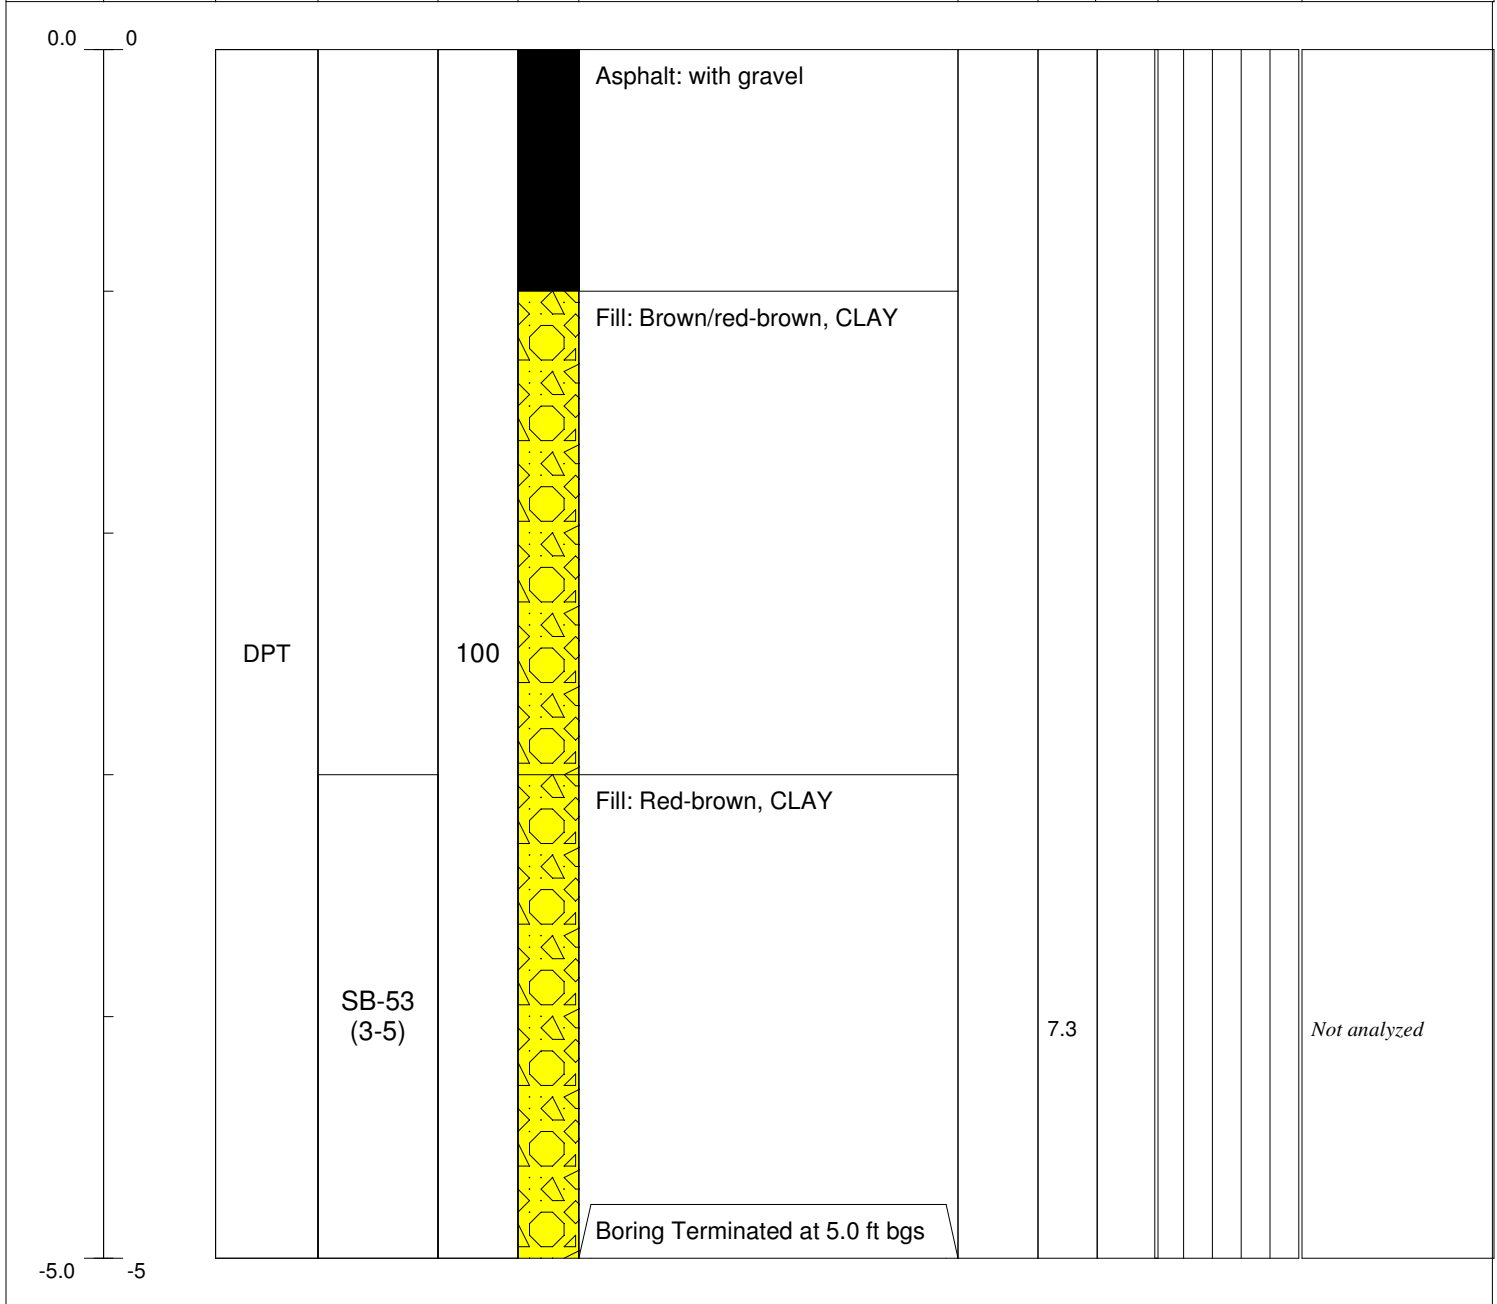 0.0 0
Asphalt: with gravel
Fill: Brown/red-brown, CLAY
DPT
100
Fill: Red-brown, CLAY
SB-53
(3-5)
7.3
Not analyzed
Boring Terminated at 5.0 ft bgs
-5.0 -5